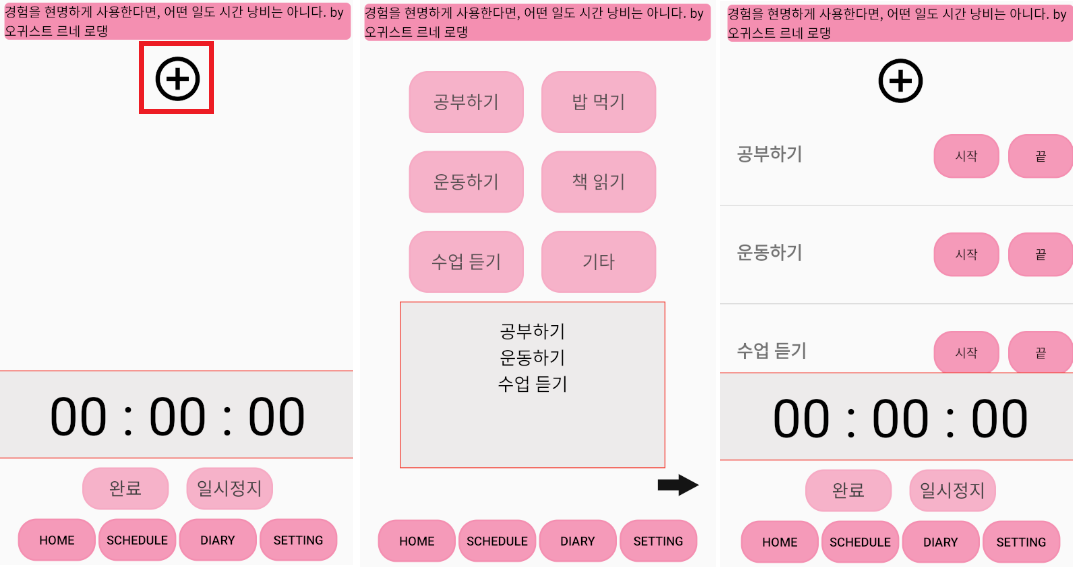 경험을 현명하게 사용한다면, 어떤 일도 시간 낭비는 아니다. by
오귀스트 르네 로댕
00 : 00 : 00
완료 일시정지
HOME SCHEDULE DIARY SETTING
경험을 현명하게 사용한다면, 어떤 일도 시간 낭비는 아니다. by
오귀스트 르네 로댕
공부하기 밥 먹기
운동하기 책 읽기
수업 듣기 기타
공부하기
운동하기
수업 듣기
HOME SCHEDULE DIARY SETTING
경험을 현명하게 사용한다면, 어떤 일도 시간 낭비는 아니다. by
오귀스트 르네 로댕
공부하기 시작 끝
운동하기 시작 끝
수업 듣기 시작 끝
00 : 00 : 00
완료 일시정지
HOME SCHEDULE DIARY SETTING